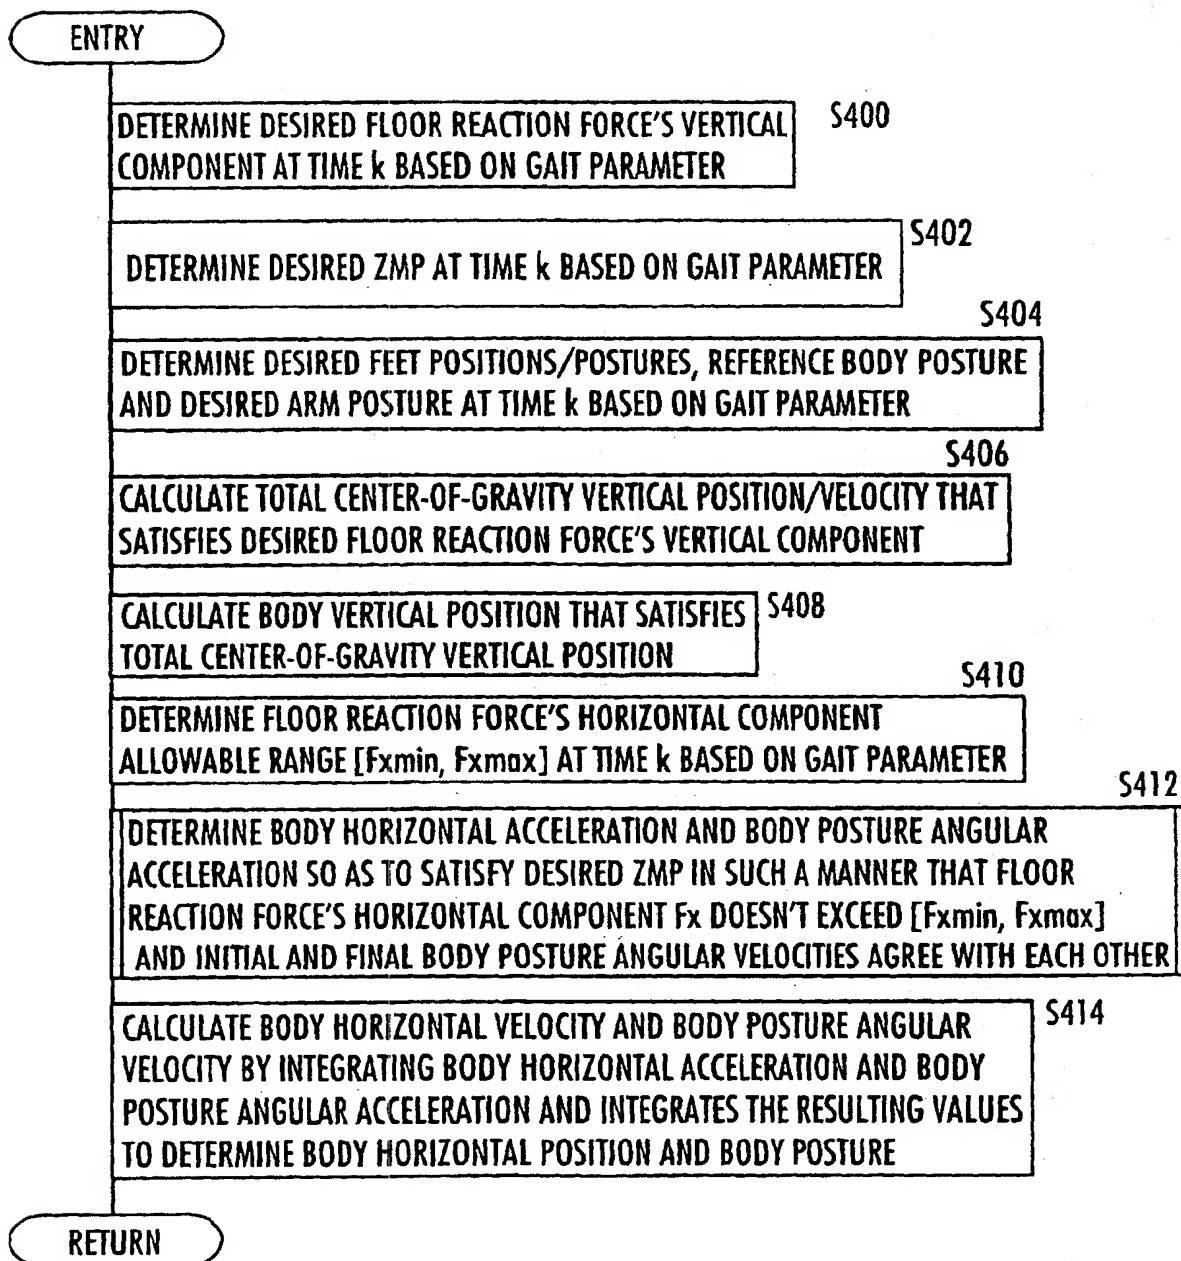 ENTRY
S400
DETERMINE DESIRED FLOOR REACTION FORCE'S VERTICAL
COMPONENT AT TIME k BASED ON GAIT PARAMETER
S402
DETERMINE DESIRED ZMP AT TIME k BASED ON GAIT PARAMETER
S404
DETERMINE DESIRED FEET POSITIONS/POSTURES, REFERENCE BODY POSTURE
AND DESIRED ARM POSTURE AT TIME k BASED ON GAIT PARAMETER
S406
CALCULATE TOTAL CENTER-OF-GRAVITY VERTICAL POSITION/VELOCITY THAT
SATISFIES DESIRED FLOOR REACTION FORCE'S VERTICAL COMPONENT
S408
CALCULATE BODY VERTICAL POSITION THAT SATISFIES
TOTAL CENTER-OF-GRAVITY VERTICAL POSITION
S410
DETERMINE FLOOR REACTION FORCE'S HORIZONTAL COMPONENT
ALLOWABLE RANGE [Fxmin, Fxmax] AT TIME k BASED ON GAIT PARAMETER
S412
DETERMINE BODY HORIZONTAL ACCELERATION AND BODY POSTURE ANGULAR
ACCELERATION SO AS TO SATISFY DESIRED ZMP IN SUCH A MANNER THAT FLOOR
REACTION FORCE'S HORIZONTAL COMPONENT Fx DOESN'T EXCEED [Fxmin, Fxmax]
AND INITIAL AND FINAL BODY POSTURE ANGULAR VELOCITIES AGREE WITH EACH OTHER
S414
CALCULATE BODY HORIZONTAL VELOCITY AND BODY POSTURE ANGULAR
VELOCITY BY INTEGRATING BODY HORIZONTAL ACCELERATION AND BODY
POSTURE ANGULAR ACCELERATION AND INTEGRATES THE RESULTING VALUES
TO DETERMINE BODY HORIZONTAL POSITION AND BODY POSTURE
RETURN